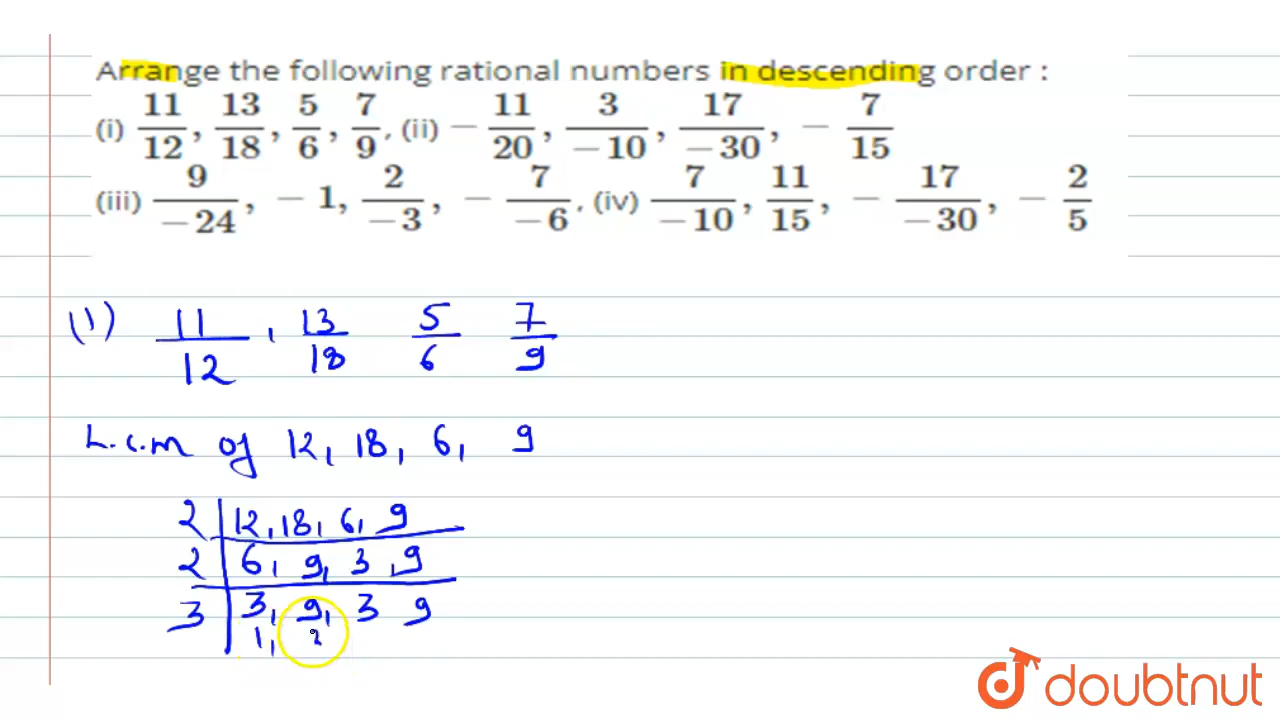 Arrange the following rational numbers in descending order :
(i) 11/12, 13/18, 5/6, 7/9, (ii) − 11/20, 3/−10, 17/−30, − 7/15
(iii) 9/−24, − 1, 2/−3, − 7/−6, (iv) 7/−10, 11/15, − 17/−30, − 2/5
(1) 11/12, 13/18 5/6 7/9
L.c.m of 12, 18, 6, 9
2 | 12, 18, 6, 9
2 | 6, 9, 3, 9
3 | 3, 9, 3 9
1,
doubtnut